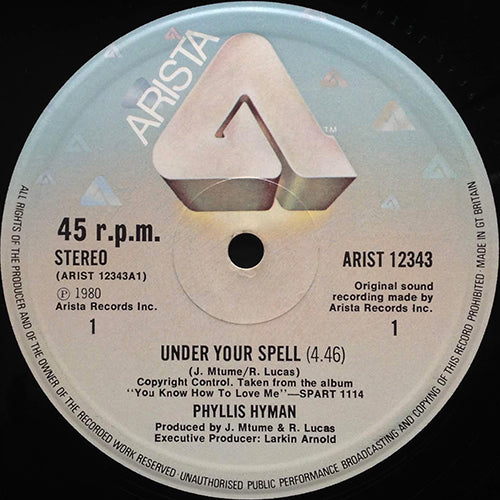 ARISTA
TM
45 r.p.m.
STEREO
(ARIST 12343A1)
Ⓟ 1980
Arista Records Inc.
1
ARIST 12343
Original sound
recording made by
Arista Records Inc.
1
UNDER YOUR SPELL (4.46)
(J. Mtume/R. Lucas)
Copyright Control. Taken from the album
"You Know How To Love Me"—SPART 1114
PHYLLIS HYMAN
Produced by J. Mtume & R. Lucas
Executive Producer: Larkin Arnold
ALL RIGHTS OF THE PRODUCER AND OF THE OWNER OF THE RECORDED WORK RESERVED · UNAUTHORISED PUBLIC PERFORMANCE BROADCASTING AND COPYING OF THIS RECORD PROHIBITED · MADE IN GT BRITAIN